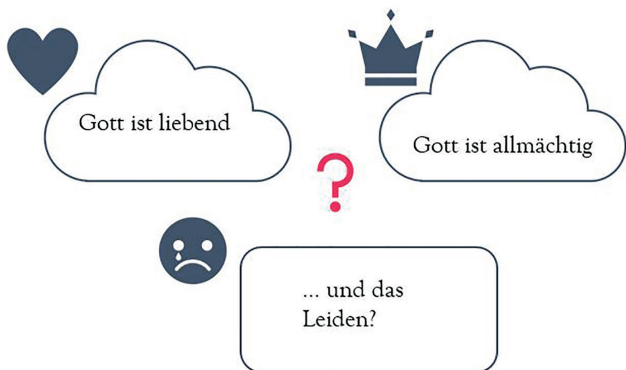 Gott ist liebend
Gott ist allmächtig
?
... und das
Leiden?